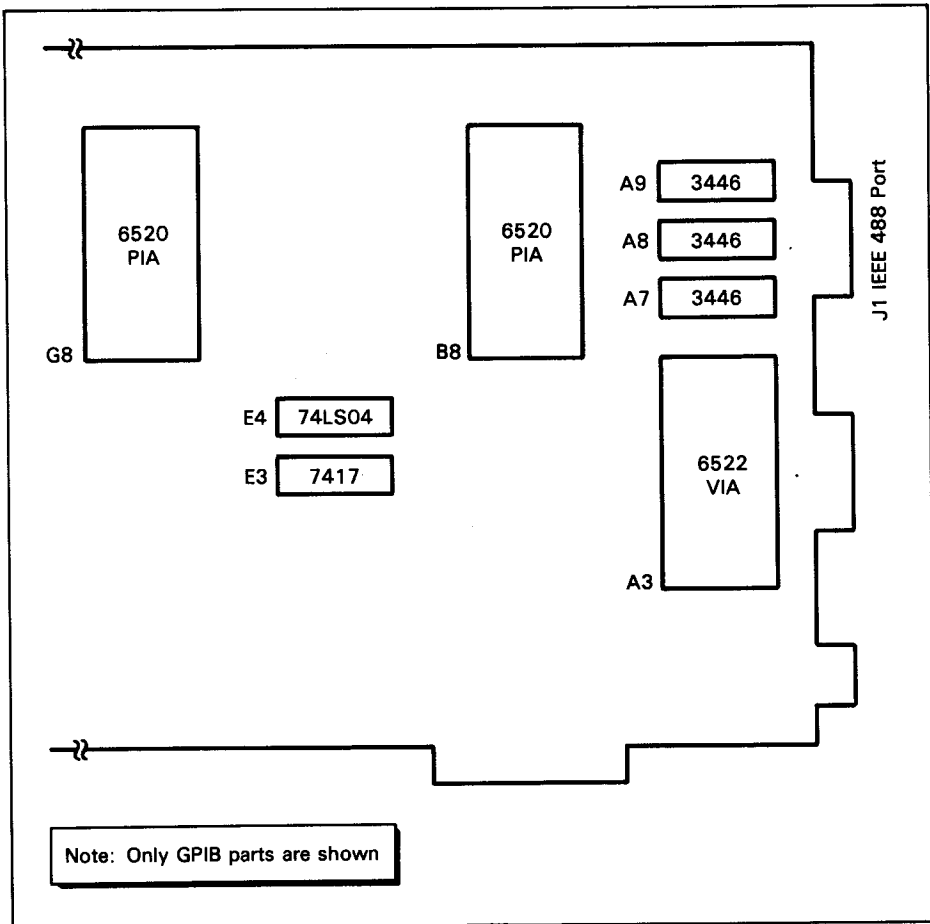 6520
PIA
G8
6520
PIA
B8
A9 3446
A8 3446
A7 3446
J1 IEEE 488 Port
E4 74LS04
E3 7417
6522
VIA
A3
Note: Only GPIB parts are shown